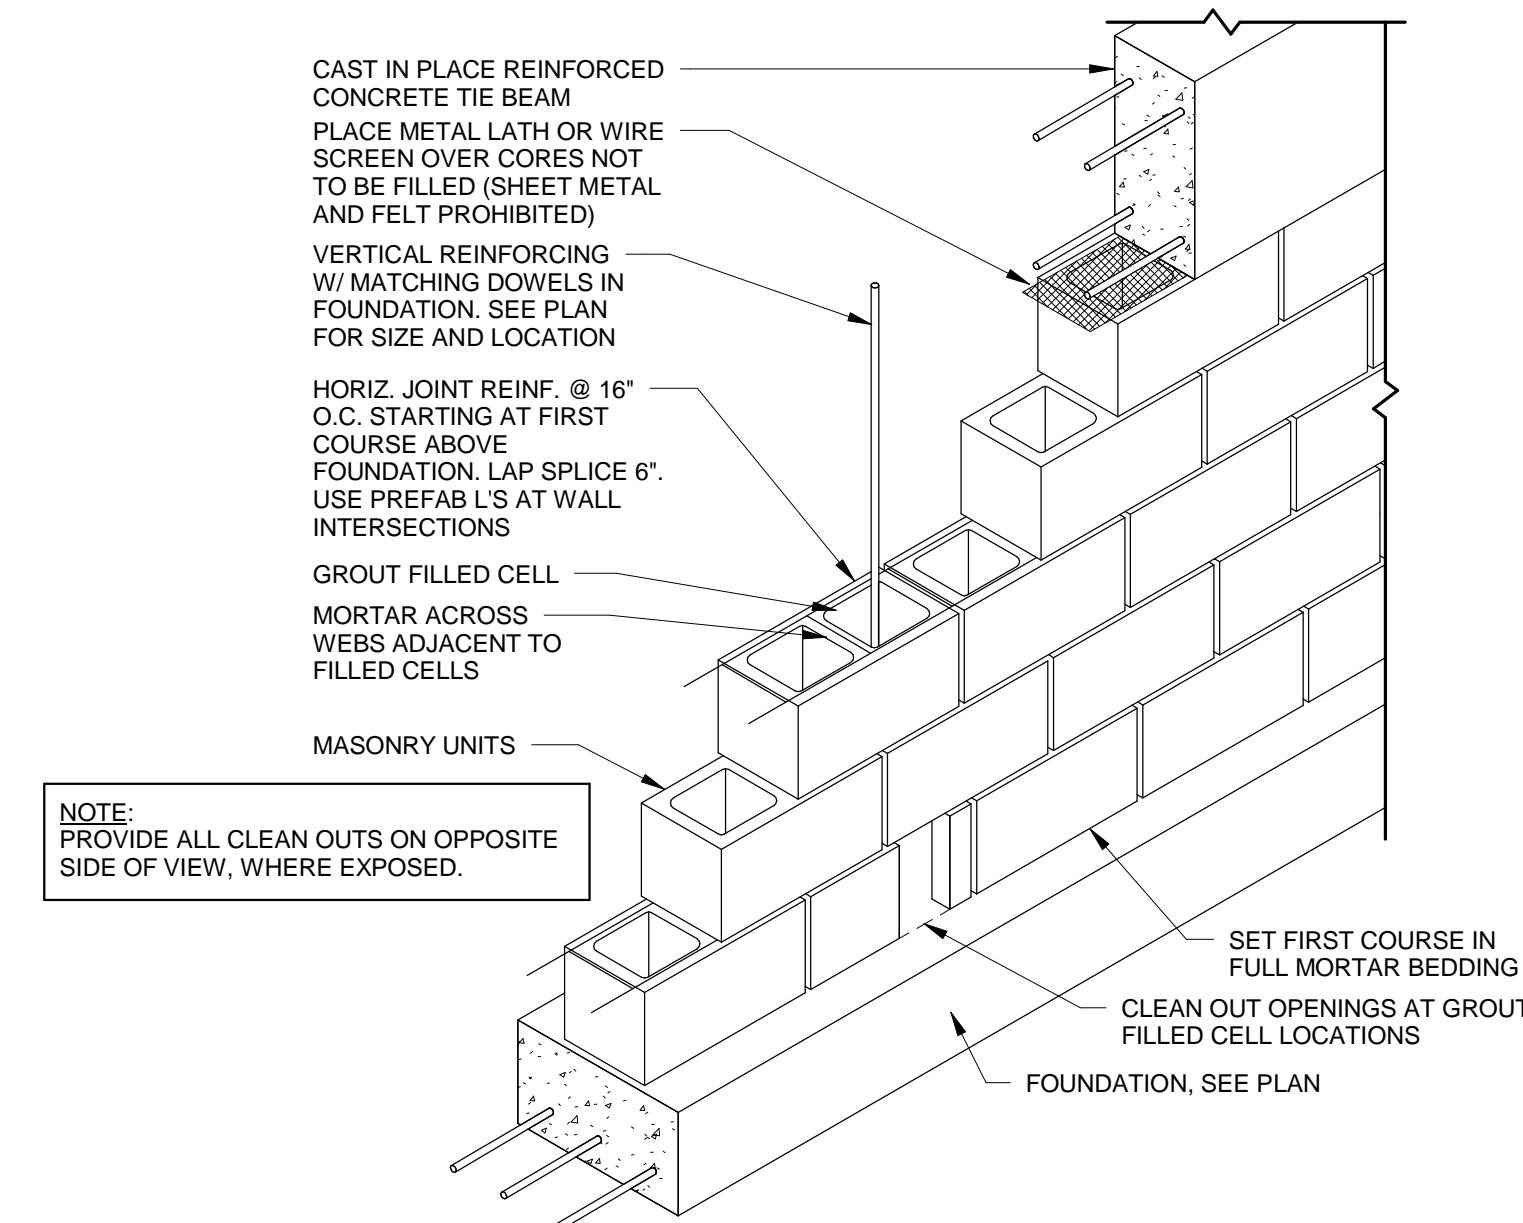 CAST IN PLACE REINFORCED
CONCRETE TIE BEAM
PLACE METAL LATH OR WIRE
SCREEN OVER CORES NOT
TO BE FILLED (SHEET METAL
AND FELT PROHIBITED)
VERTICAL REINFORCING
W/ MATCHING DOWELS IN
FOUNDATION. SEE PLAN
FOR SIZE AND LOCATION
HORIZ. JOINT REINF. @ 16"
O.C. STARTING AT FIRST
COURSE ABOVE
FOUNDATION. LAP SPLICE 6".
USE PREFAB L'S AT WALL
INTERSECTIONS
GROUT FILLED CELL
MORTAR ACROSS
WEBS ADJACENT TO
FILLED CELLS
MASONRY UNITS
NOTE:
PROVIDE ALL CLEAN OUTS ON OPPOSITE
SIDE OF VIEW, WHERE EXPOSED.
SET FIRST COURSE IN
FULL MORTAR BEDDING
CLEAN OUT OPENINGS AT GROUT
FILLED CELL LOCATIONS
FOUNDATION, SEE PLAN